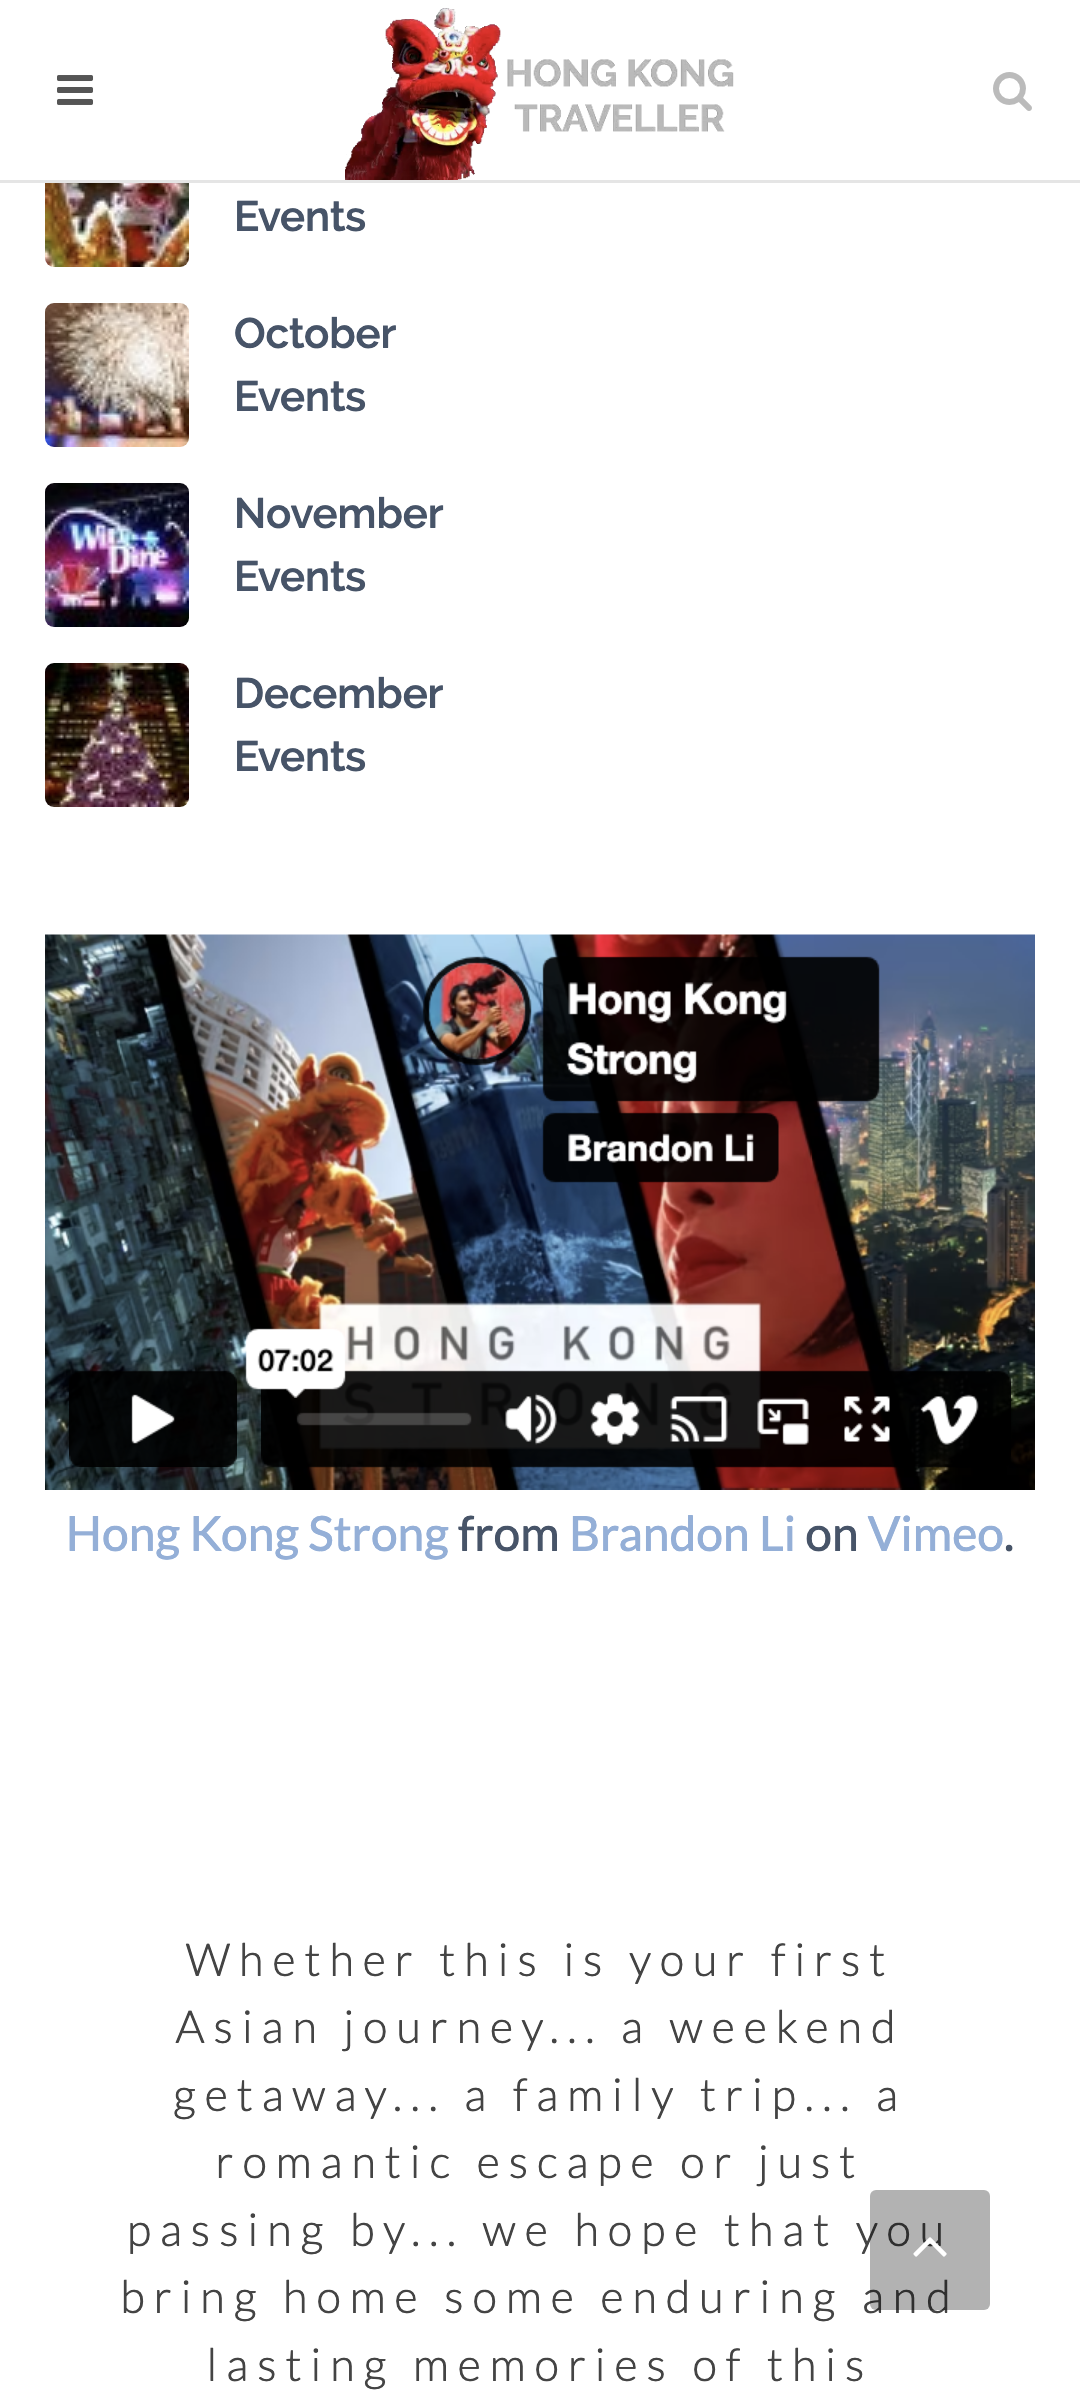 HONG KONG
TRAVELLER
Events
October
Events
November
Events
Wine+
Dine
December
Events
Hong Kong
Strong
Brandon Li
HONG KONG
STRONG
07:02
Hong Kong Strong from Brandon Li on Vimeo.
Whether this is your first
Asian journey... a weekend
getaway... a family trip... a
romantic escape or just
passing by... we hope that you
bring home some enduring and
lasting memories of this